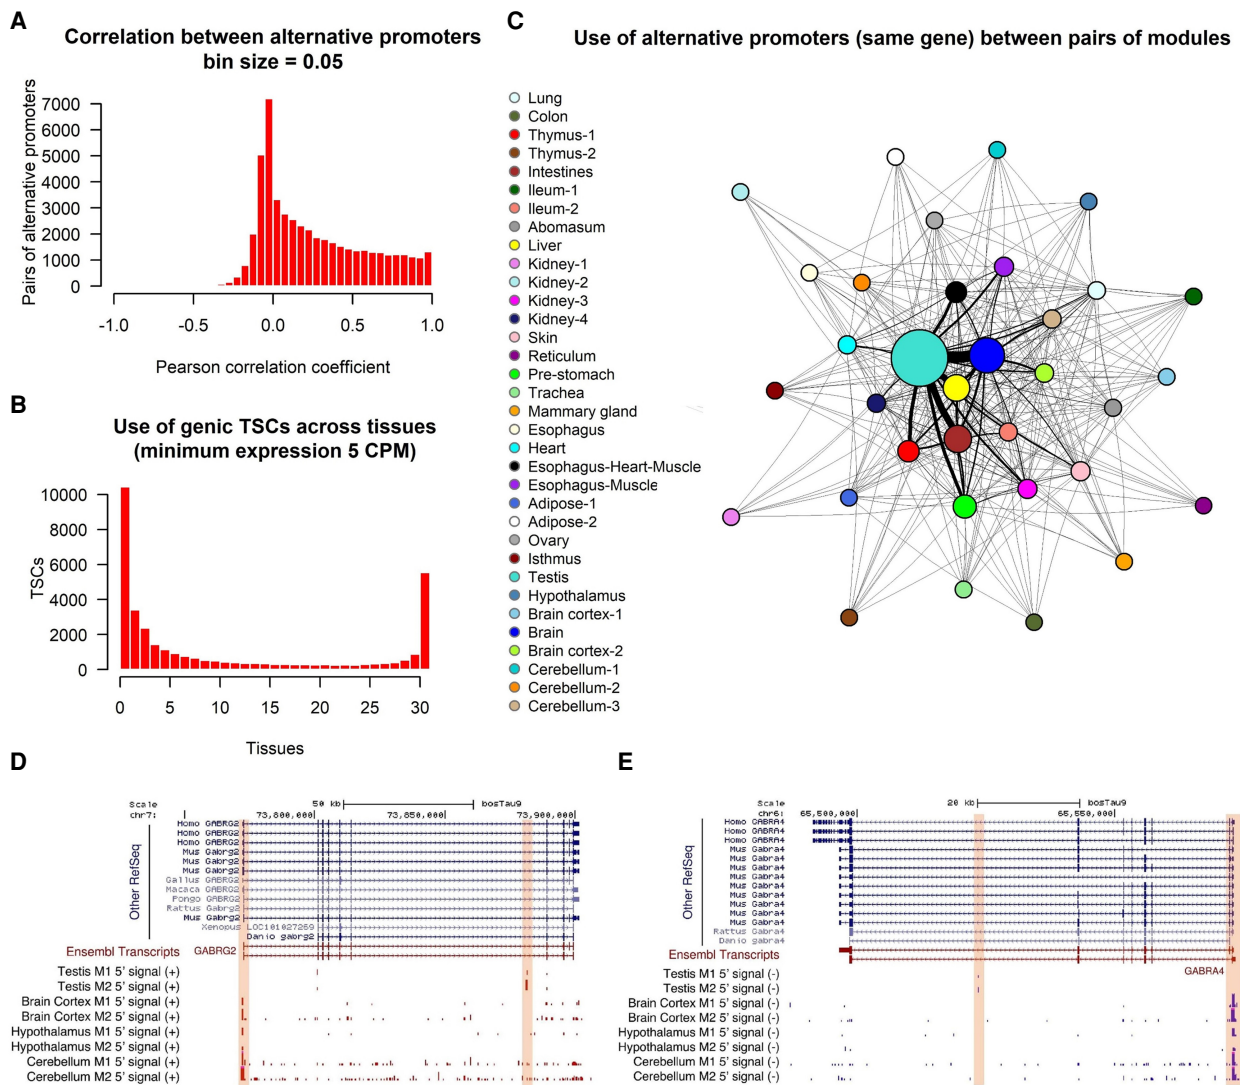 A
Correlation between alternative promoters
bin size = 0.05
Pairs of alternative promoters
7000
6000
5000
4000
3000
2000
1000
0
-1.0
-0.5
0.0
0.5
1.0
Pearson correlation coefficient
B
Use of genic TSCs across tissues
(minimum expression 5 CPM)
TSCs
10000
8000
6000
4000
2000
0
0
5
10
15
20
25
30
Tissues
C
Use of alternative promoters (same gene) between pairs of modules
Lung
Colon
Thymus-1
Thymus-2
Intestines
Ileum-1
Ileum-2
Abomasum
Liver
Kidney-1
Kidney-2
Kidney-3
Kidney-4
Skin
Reticulum
Pre-stomach
Trachea
Mammary gland
Esophagus
Heart
Esophagus-Heart-Muscle
Esophagus-Muscle
Adipose-1
Adipose-2
Ovary
Isthmus
Testis
Hypothalamus
Brain cortex-1
Brain
Brain cortex-2
Cerebellum-1
Cerebellum-2
Cerebellum-3
D
Scale
50 kb
bosTau9
chr7:
73,800,000
73,850,000
73,900,000
Other RefSeq
Homo GABRG2
Homo GABRG2
Homo GABRG2
Mus Gabrg2
Mus Gabrg2
Mus Gabrg2
Gallus GABRG2
Macaca GABRG2
Pongo GABRG2
Rattus Gabrg2
Mus Gabrg2
Xenopus LOC101027269
Danio gabrg2
Ensembl Transcripts
GABRG2
Testis M1 5' signal (+)
Testis M2 5' signal (+)
Brain Cortex M1 5' signal (+)
Brain Cortex M2 5' signal (+)
Hypothalamus M1 5' signal (+)
Hypothalamus M2 5' signal (+)
Cerebellum M1 5' signal (+)
Cerebellum M2 5' signal (+)
E
Scale
20 kb
bosTau9
chr6:
65,500,000
65,550,000
Other RefSeq
Homo GABRA4
Homo GABRA4
Homo GABRA4
Mus Gabra4
Mus Gabra4
Mus Gabra4
Mus Gabra4
Mus Gabra4
Mus Gabra4
Mus Gabra4
Mus Gabra4
Mus Gabra4
Rattus Gabra4
Danio gabra4
Ensembl Transcripts
GABRA4
Testis M1 5' signal (-)
Testis M2 5' signal (-)
Brain Cortex M1 5' signal (-)
Brain Cortex M2 5' signal (-)
Hypothalamus M1 5' signal (-)
Hypothalamus M2 5' signal (-)
Cerebellum M1 5' signal (-)
Cerebellum M2 5' signal (-)